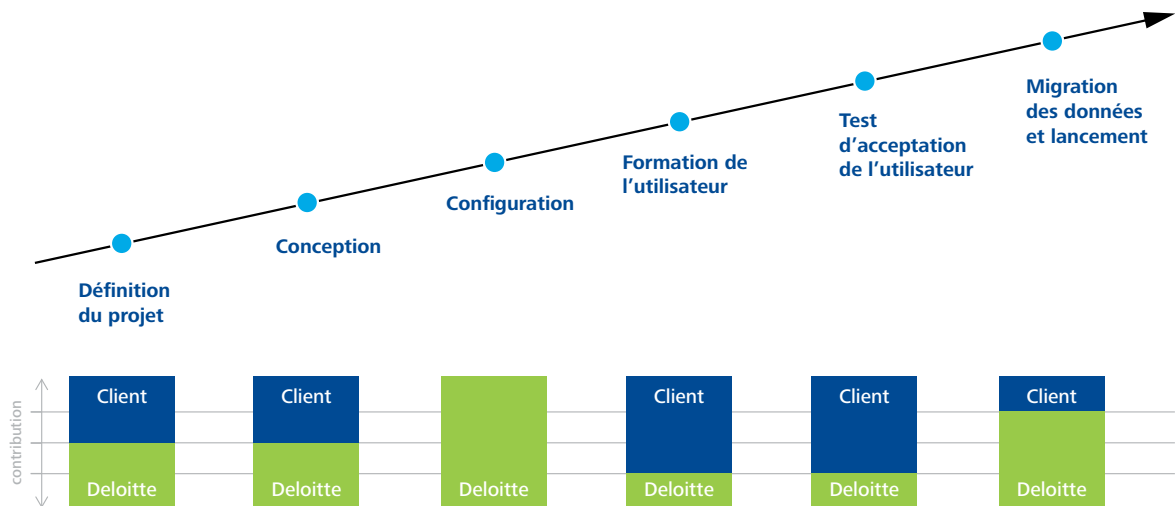 Définition
du projet
Conception
Configuration
Formation de
l’utilisateur
Test
d’acceptation
de l’utilisateur
Migration
des données
et lancement
contribution
Client
Deloitte
Client
Deloitte
Deloitte
Client
Deloitte
Client
Deloitte
Client
Deloitte